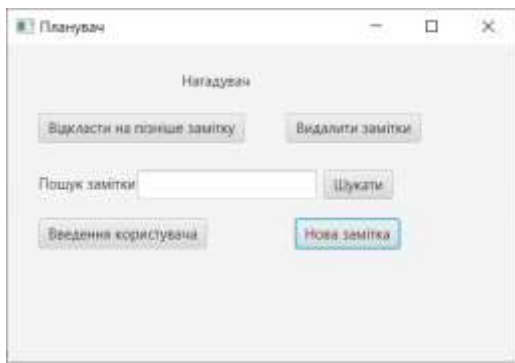 Планувач
Нагадувач
Відкласти на пізніше замітку Видалити замітки
Пошук замітки Шукати
Введення користувача Нова замітка